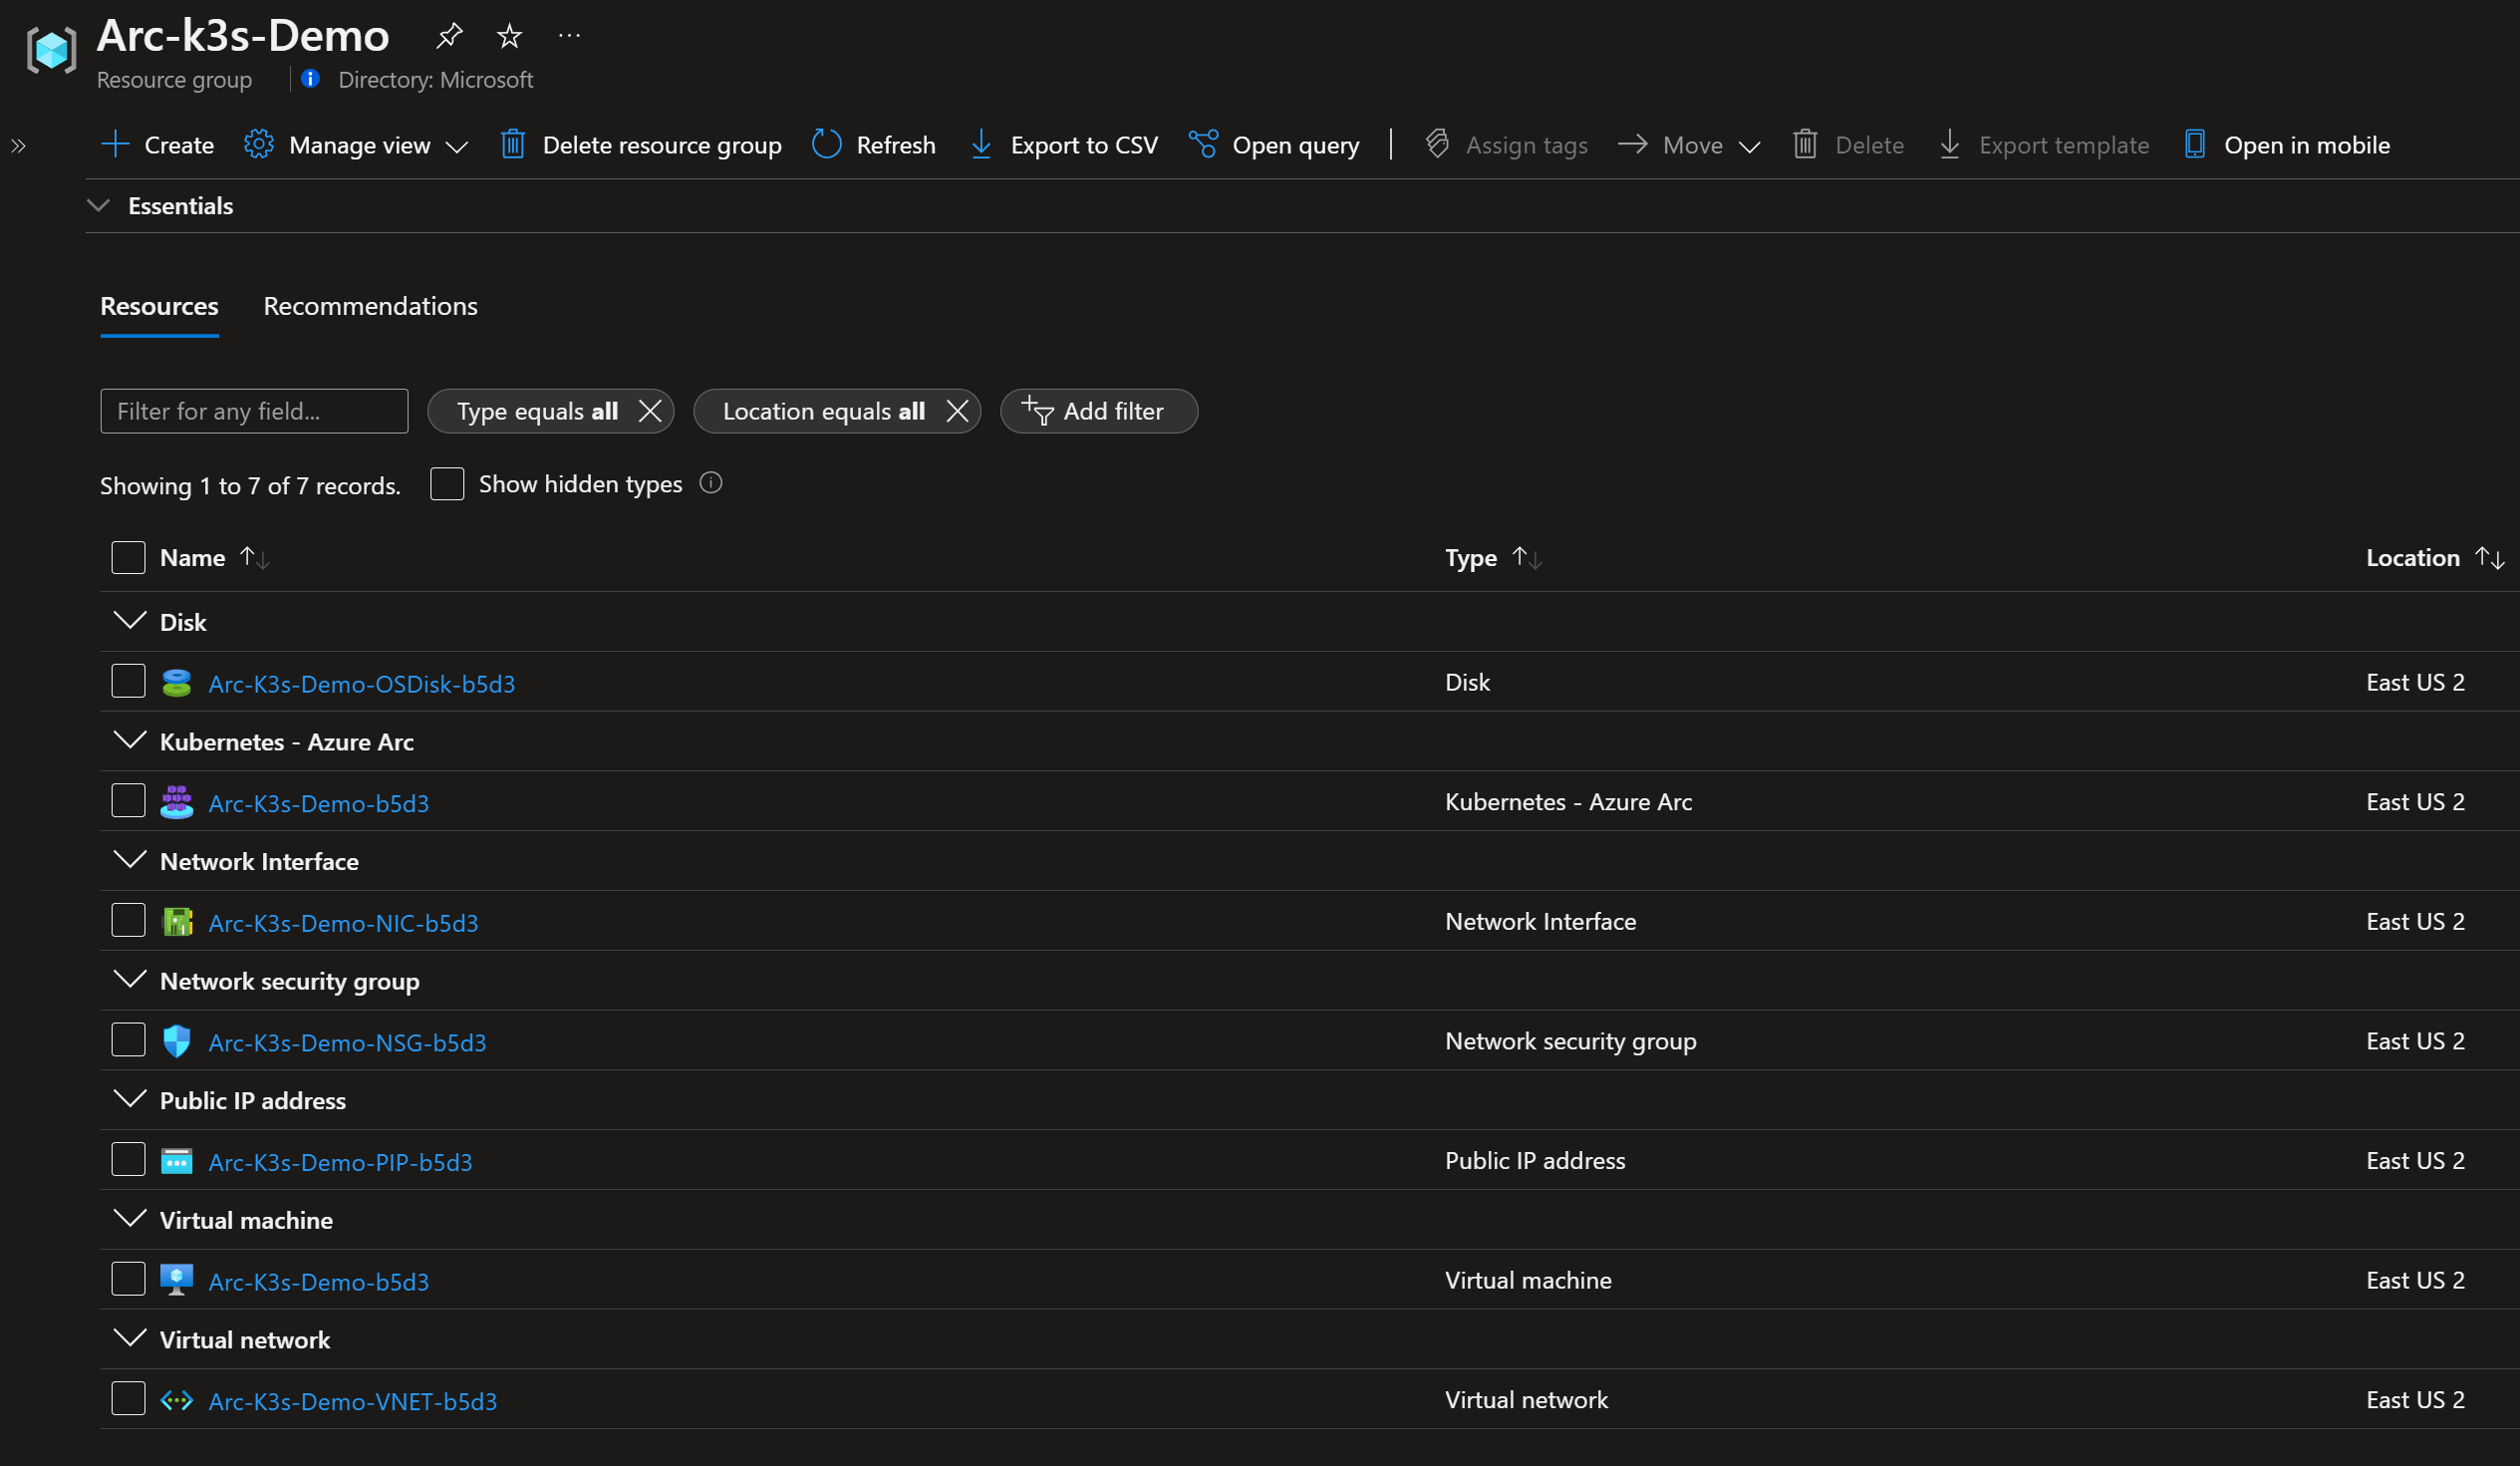 Arc-k3s-Demo
Resource group
Directory: Microsoft
Create Manage view Delete resource group Refresh Export to CSV Open query Assign tags Move Delete Export template Open in mobile
Essentials
Resources Recommendations
Filter for any field... Type equals all Location equals all Add filter
Showing 1 to 7 of 7 records. Show hidden types
Name Type Location
Disk
Arc-K3s-Demo-OSDisk-b5d3 Disk East US 2
Kubernetes - Azure Arc
Arc-K3s-Demo-b5d3 Kubernetes - Azure Arc East US 2
Network Interface
Arc-K3s-Demo-NIC-b5d3 Network Interface East US 2
Network security group
Arc-K3s-Demo-NSG-b5d3 Network security group East US 2
Public IP address
Arc-K3s-Demo-PIP-b5d3 Public IP address East US 2
Virtual machine
Arc-K3s-Demo-b5d3 Virtual machine East US 2
Virtual network
Arc-K3s-Demo-VNET-b5d3 Virtual network East US 2